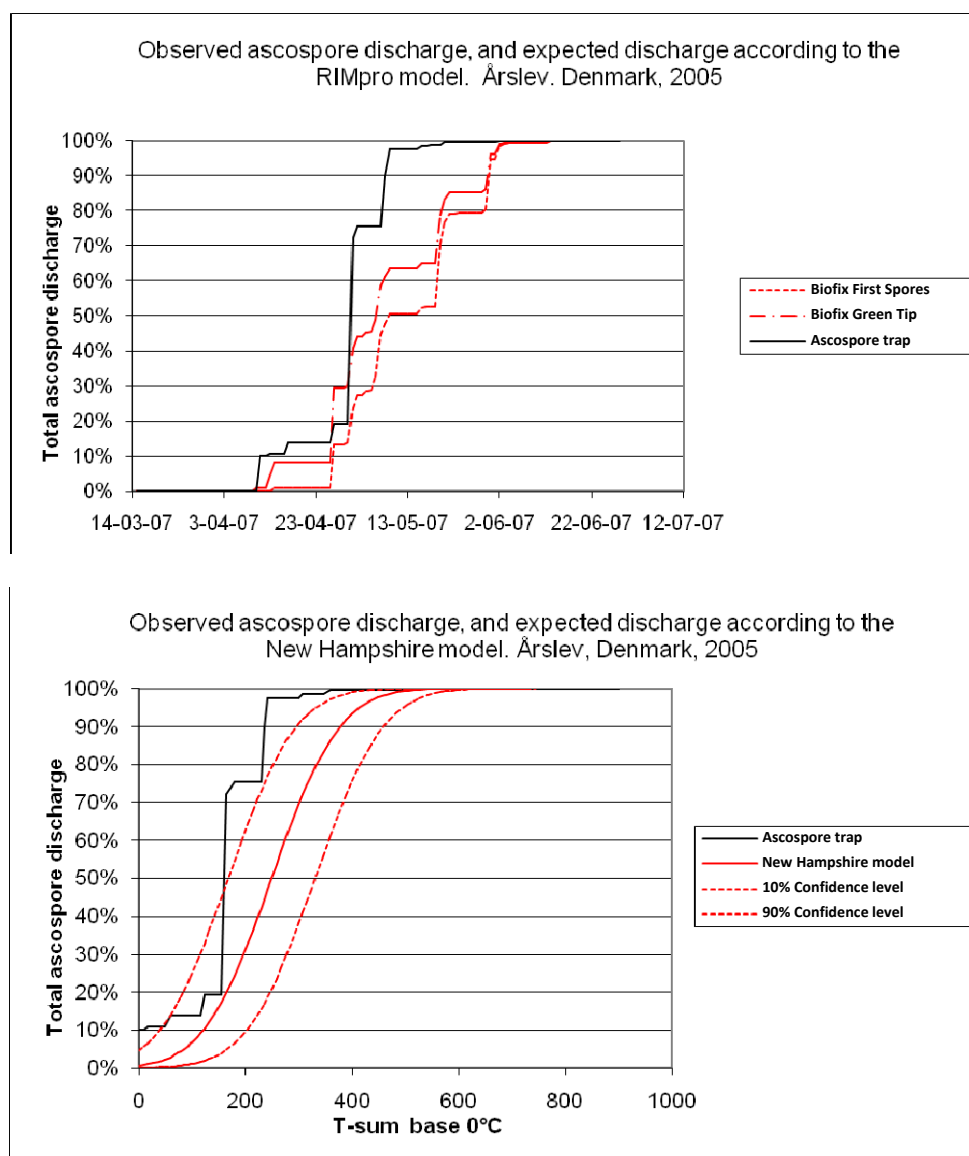 Observed ascospore discharge, and expected discharge according to the
RIMpro model. Årslev. Denmark, 2005
Total ascospore discharge
100%
90%
80%
70%
60%
50%
40%
30%
20%
10%
0%
14-03-07 3-04-07 23-04-07 13-05-07 2-06-07 22-06-07 12-07-07
Biofix First Spores
Biofix Green Tip
Ascospore trap
Observed ascospore discharge, and expected discharge according to the
New Hampshire model. Årslev, Denmark, 2005
Total ascospore discharge
100%
90%
80%
70%
60%
50%
40%
30%
20%
10%
0%
0 200 400 600 800 1000
T-sum base 0°C
Ascospore trap
New Hampshire model
10% Confidence level
90% Confidence level